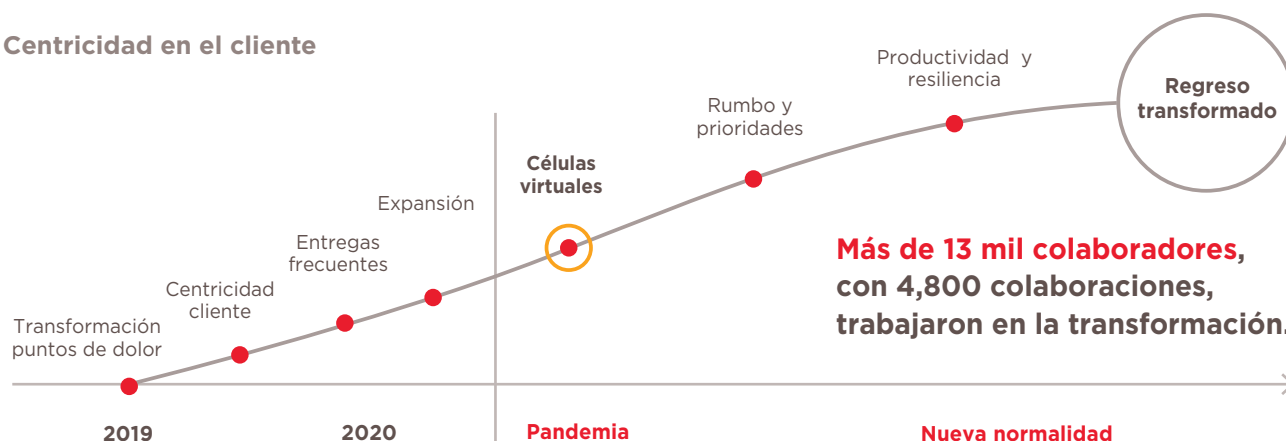 Centricidad en el cliente
Productividad y
resiliencia
Regreso
transformado
Rumbo y
prioridades
Células
virtuales
Expansión
Entregas
frecuentes
Centricidad
cliente
Transformación
puntos de dolor
Más de 13 mil colaboradores,
con 4,800 colaboraciones,
trabajaron en la transformación.
2019
2020
Pandemia
Nueva normalidad